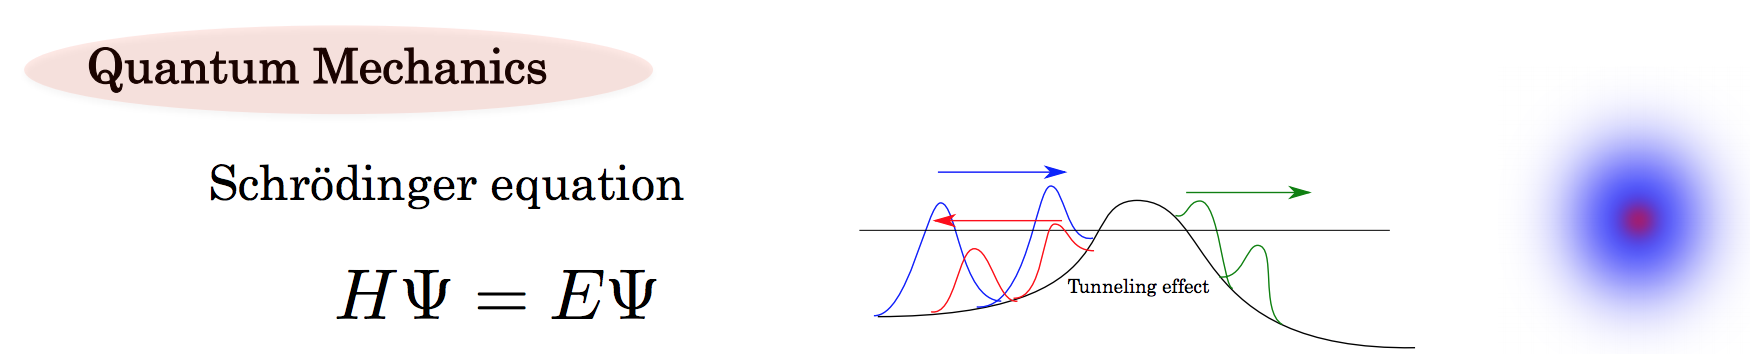 Quantum Mechanics
Schrödinger equation
HΨ = EΨ
Tunneling effect